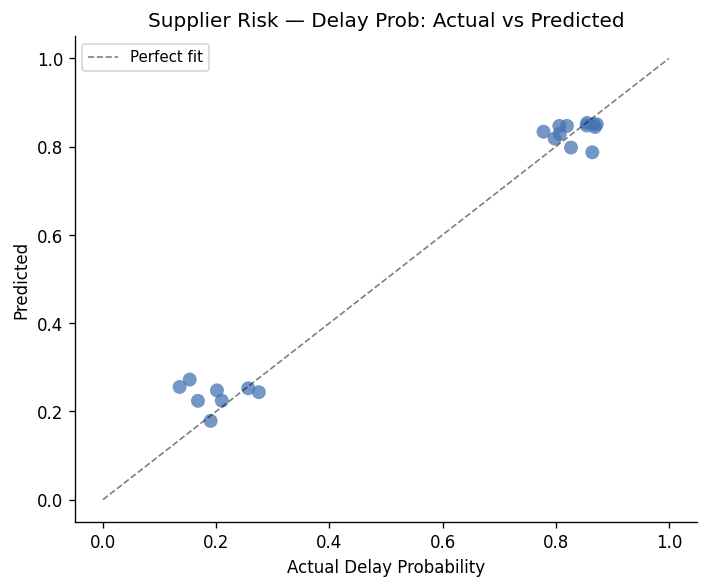 Supplier Risk — Delay Prob: Actual vs Predicted
Perfect fit
1.0
0.8
0.6
0.4
0.2
0.0
Predicted
0.0 0.2 0.4 0.6 0.8 1.0
Actual Delay Probability